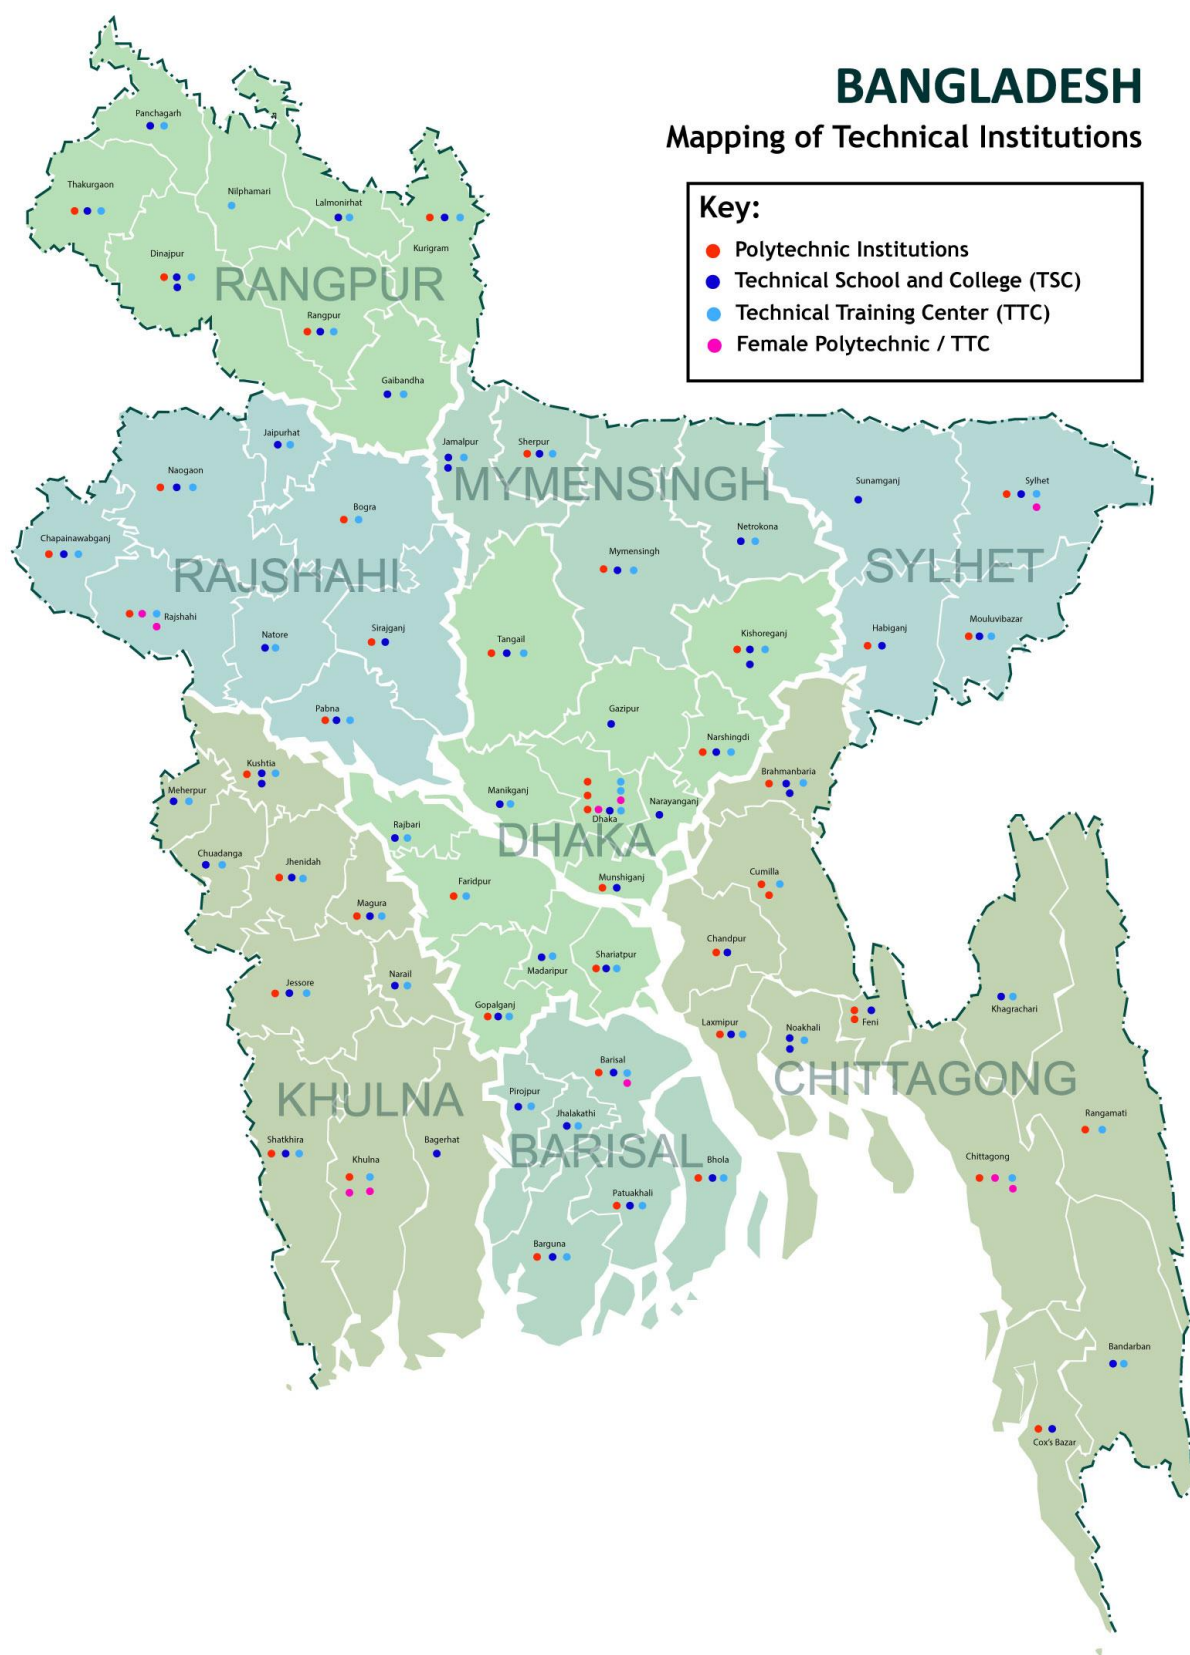 BANGLADESH
Mapping of Technical Institutions
Key:
Polytechnic Institutions
Technical School and College (TSC)
Technical Training Center (TTC)
Female Polytechnic / TTC
Panchagarh
Thakurgaon
Nilphamari
Lalmonirhat
Kurigram
Dinajpur
RANGPUR
Rangpur
Gaibandha
Jaipurhat
Jamalpur
Sherpur
MYMENSINGH
Naogaon
Sunamganj
Sylhet
Bogra
Netrokona
Chapainawabganj
Mymensingh
RAJSHAHI
SYLHET
Rajshahi
Natore
Sirajganj
Tangail
Kishoreganj
Habiganj
Mouluvibazar
Pabna
Gazipur
Narshingdi
Kushtia
Meherpur
Manikganj
Brahmanbaria
Narayanganj
Dhaka
Rajbari
DHAKA
Chuadanga
Jhenidah
Faridpur
Munshiganj
Cumilla
Magura
Chandpur
Shariatpur
Madaripur
Jessore
Narail
Gopalganj
Laxmipur
Noakhali
Feni
Khagrachari
KHULNA
Barisal
CHITTAGONG
Pirojpur
Jhalakathi
Rangamati
Shatkhira
Bagerhat
BARISAL
Khulna
Bhola
Chittagong
Patuakhali
Barguna
Bandarban
Cox's Bazar